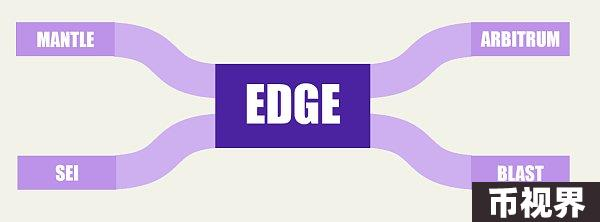 MANTLE
ARBITRUM
EDGE
SEI
BLAST
币视界